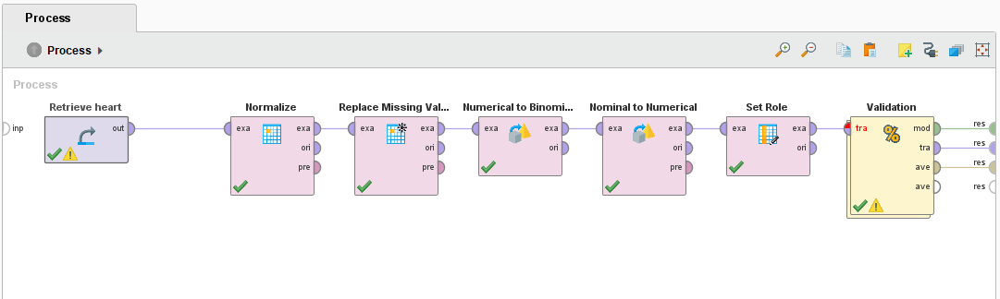 Process
Process
Process
Retrieve heart
Normalize
Replace Missing Val...
Numerical to Binomi...
Nominal to Numerical
Set Role
Validation
inp
out
exa
exa
exa
exa
exa
exa
exa
exa
exa
exa
tra
mod
res
ori
ori
ori
ori
ori
tra
res
pre
pre
pre
ave
res
ave
res